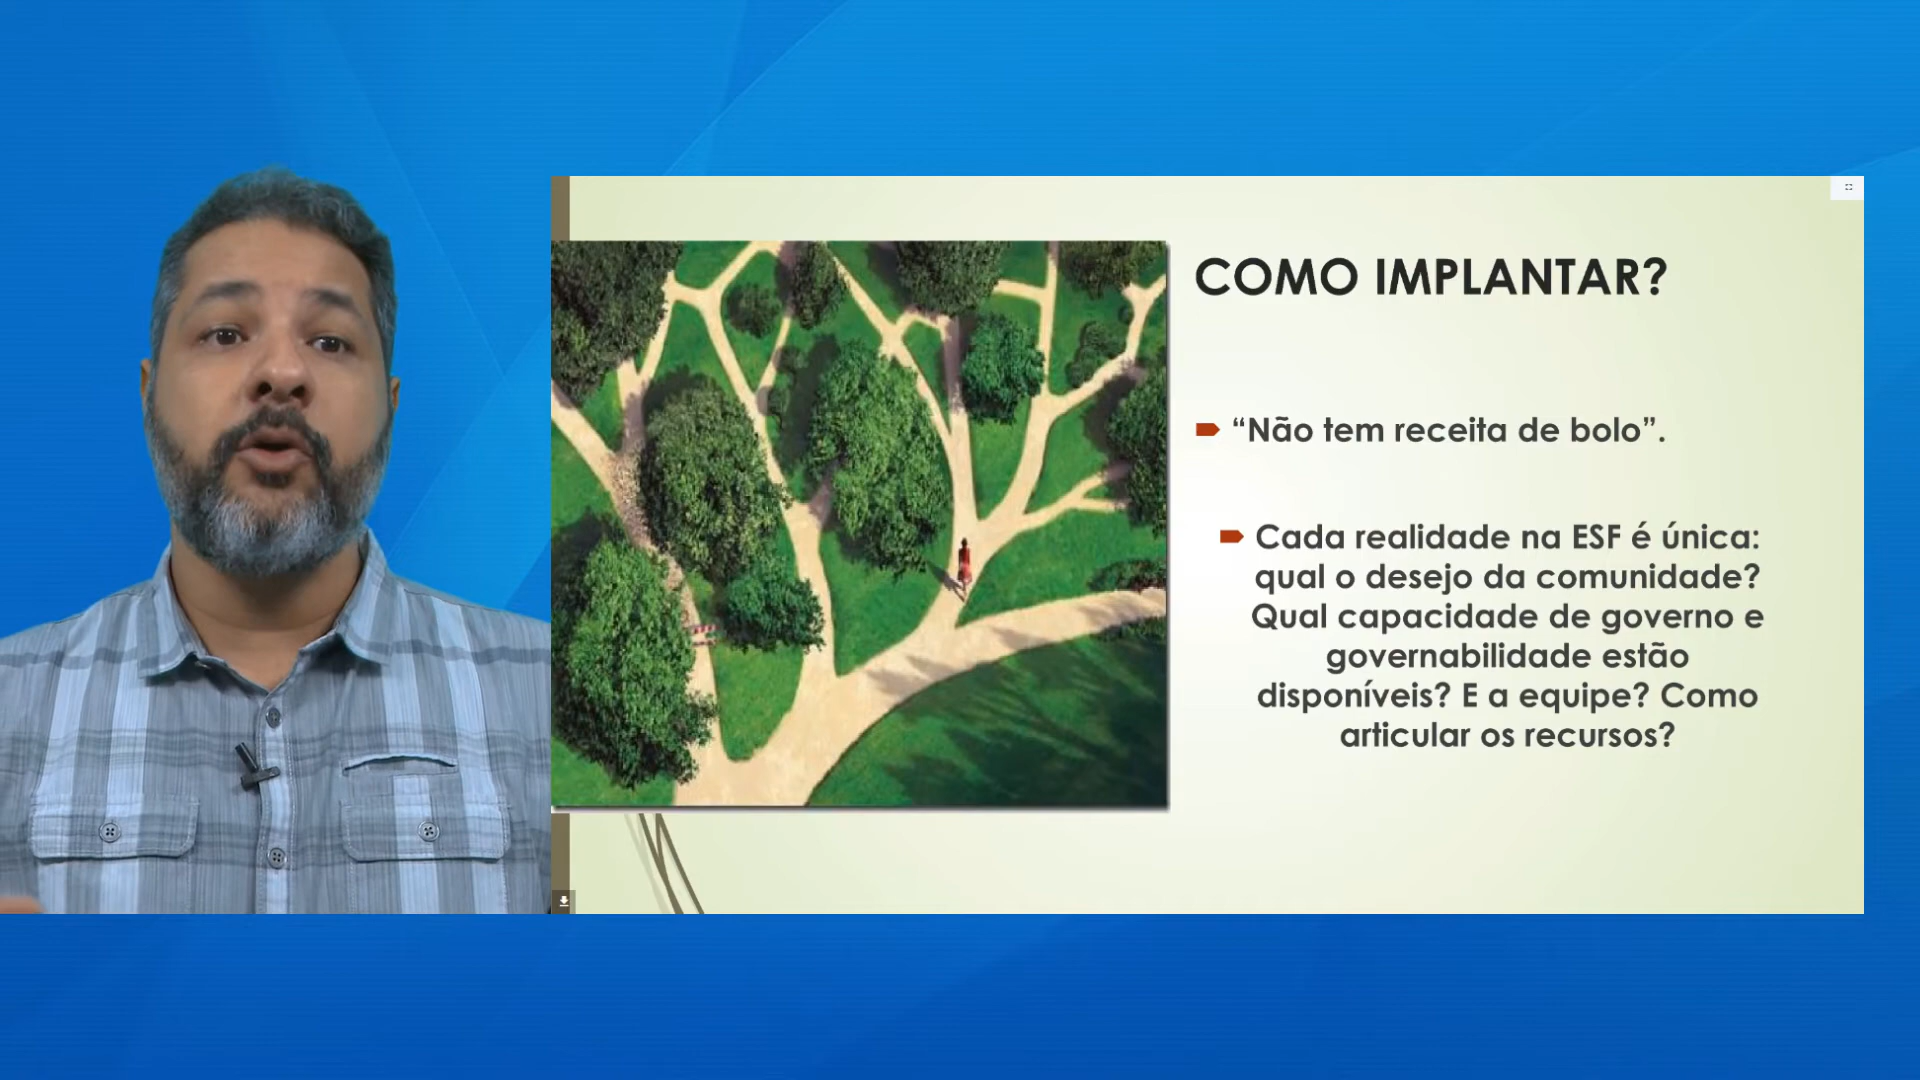 COMO IMPLANTAR?
“Não tem receita de bolo”.
Cada realidade na ESF é única:
qual o desejo da comunidade?
Qual capacidade de governo e
governabilidade estão
disponíveis? E a equipe? Como
articular os recursos?